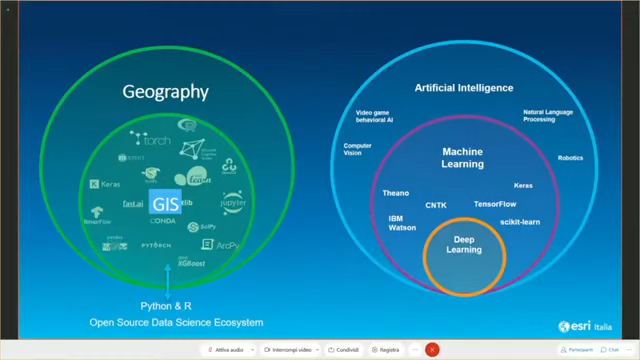 Geography
torch
Keras
learn
fast.ai
GIS
jupyter
TensorFlow
CONDA
SciPy
PYTORCH
ArcPy
XGBoost
Python & R
Open Source Data Science Ecosystem
Artificial Intelligence
Video game
behavioral AI
Natural Language
Processing
Computer
Vision
Machine
Learning
Robotics
Keras
Theano
CNTK
TensorFlow
IBM
Watson
scikit-learn
Deep
Learning
esri Italia
Attiva audio
Interrompi video
Condividi
Registra
Partecipanti
Chat